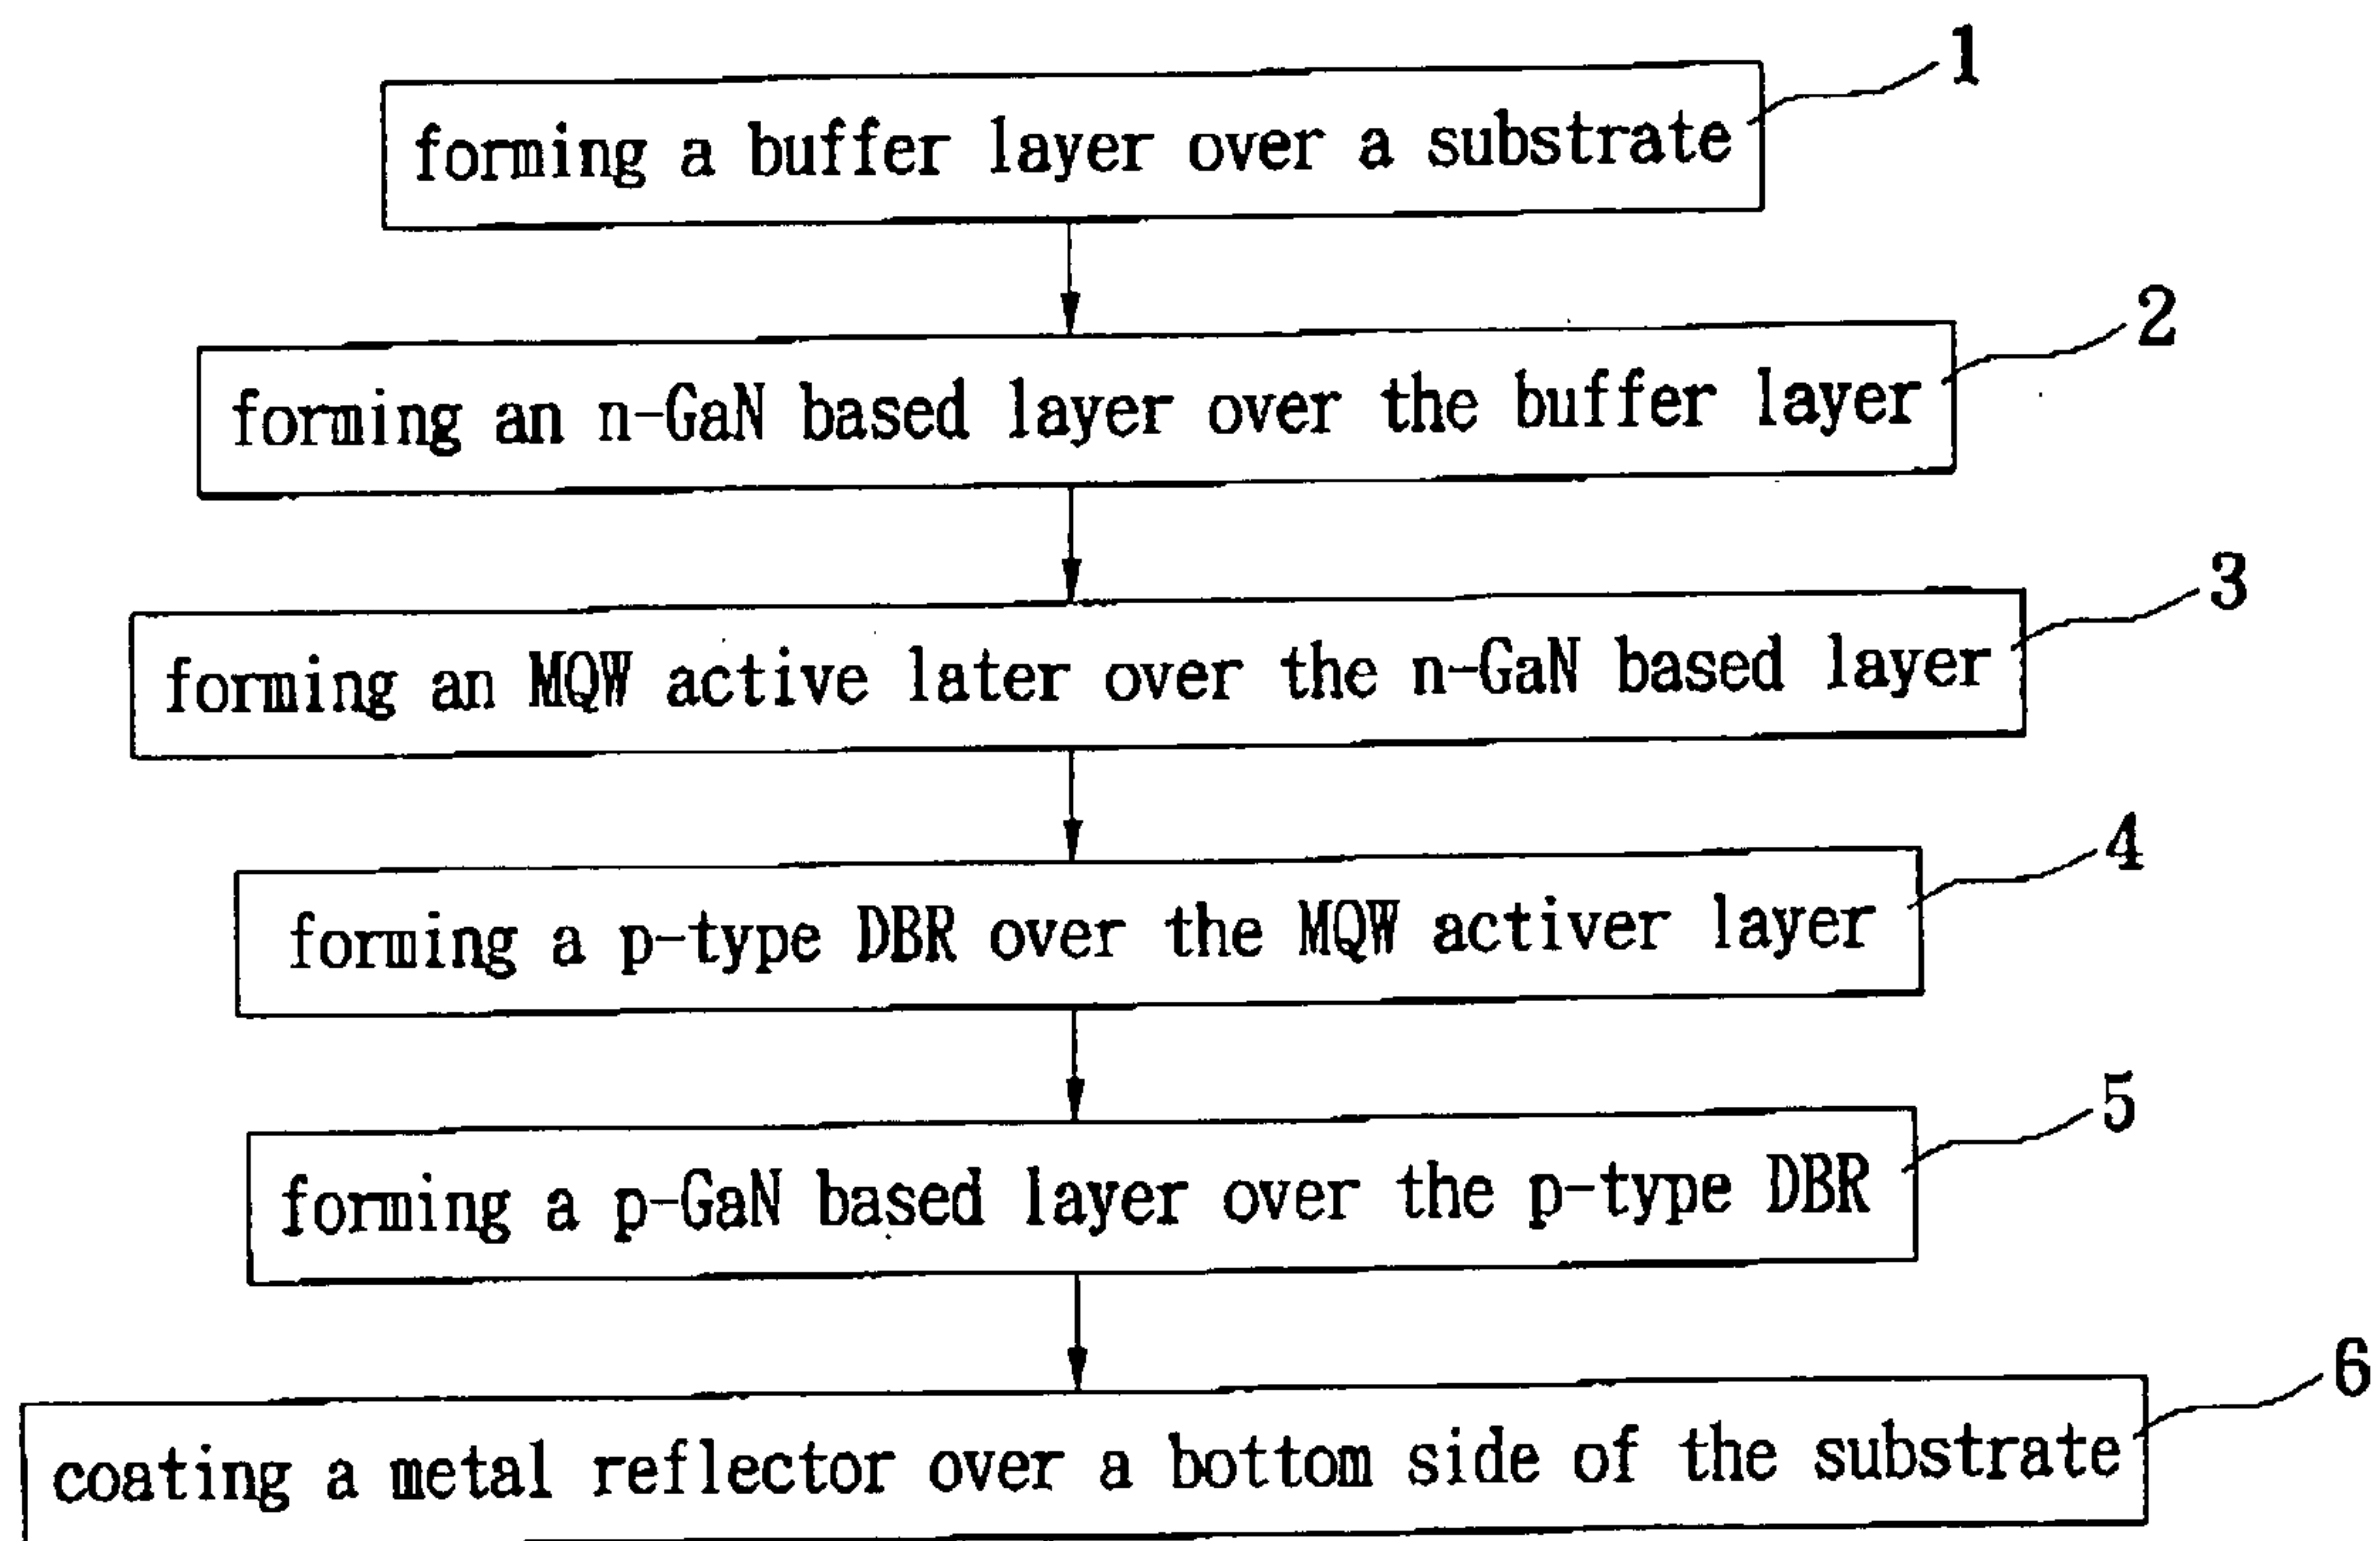 1
forming a buffer layer over a substrate
2
forming an n-GaN based layer over the buffer layer
3
forming an MQW active later over the n-GaN based layer
4
forming a p-type DBR over the MQW activer layer
5
forming a p-GaN based layer over the p-type DBR
6
coating a metal reflector over a bottom side of the substrate